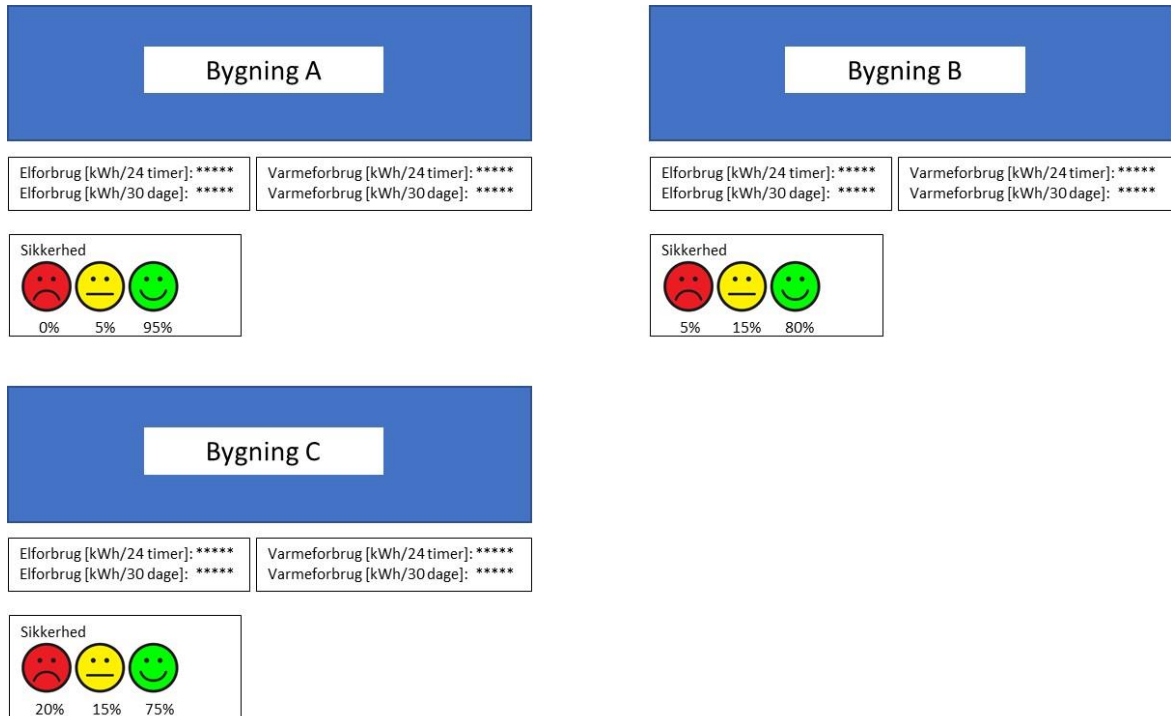 Bygning A
Elforbrug [kWh/24 timer]: *****
Elforbrug [kWh/30 dage]: *****
Varmeforbrug [kWh/24 timer]: *****
Varmeforbrug [kWh/30 dage]: *****
Sikkerhed
0% 5% 95%
Bygning B
Elforbrug [kWh/24 timer]: *****
Elforbrug [kWh/30 dage]: *****
Varmeforbrug [kWh/24 timer]: *****
Varmeforbrug [kWh/30 dage]: *****
Sikkerhed
5% 15% 80%
Bygning C
Elforbrug [kWh/24 timer]: *****
Elforbrug [kWh/30 dage]: *****
Varmeforbrug [kWh/24 timer]: *****
Varmeforbrug [kWh/30 dage]: *****
Sikkerhed
20% 15% 75%